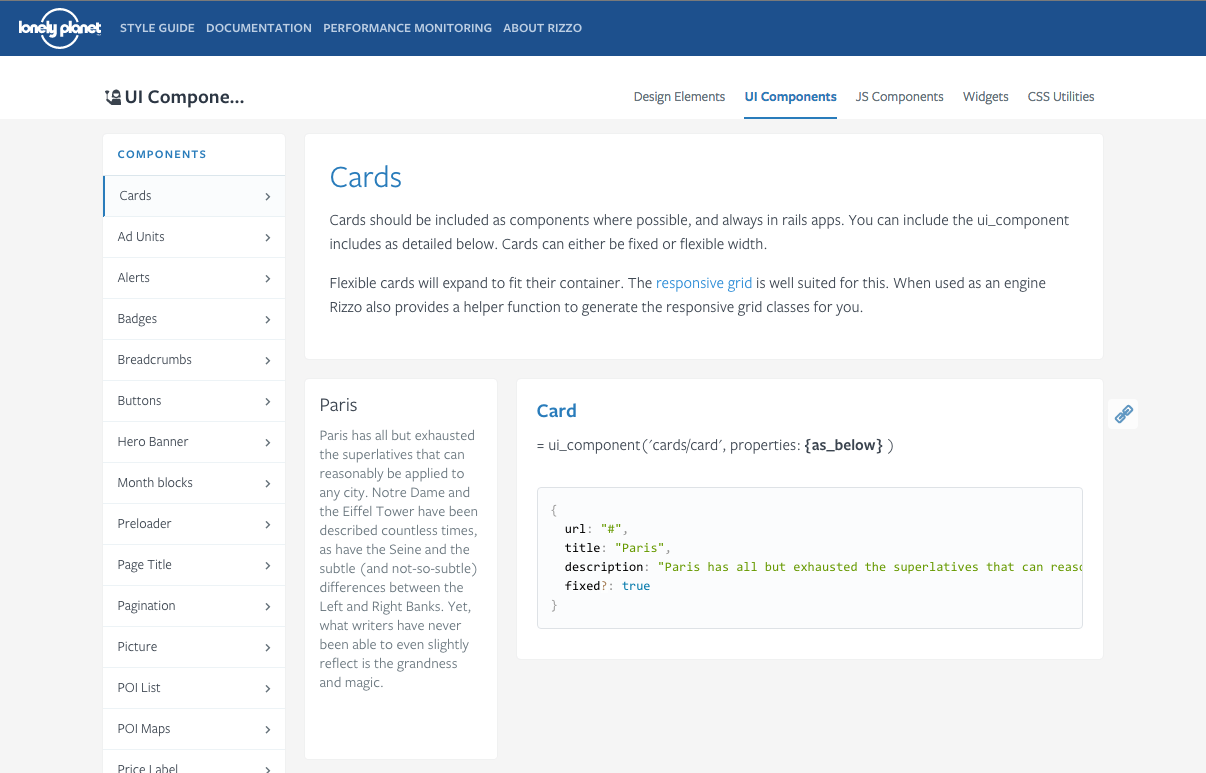 lonely planet
STYLE GUIDE DOCUMENTATION PERFORMANCE MONITORING ABOUT RIZZO
UI Compone...
Design Elements UI Components JS Components Widgets CSS Utilities
COMPONENTS
Cards
Ad Units
Alerts
Badges
Breadcrumbs
Buttons
Hero Banner
Month blocks
Preloader
Page Title
Pagination
Picture
POI List
POI Maps
Price Label
Cards
Cards should be included as components where possible, and always in rails apps. You can include the ui_component
includes as detailed below. Cards can either be fixed or flexible width.
Flexible cards will expand to fit their container. The responsive grid is well suited for this. When used as an engine
Rizzo also provides a helper function to generate the responsive grid classes for you.
Paris
Paris has all but exhausted
the superlatives that can
reasonably be applied to
any city. Notre Dame and
the Eiffel Tower have been
described countless times,
as have the Seine and the
subtle (and not-so-subtle)
differences between the
Left and Right Banks. Yet,
what writers have never
been able to even slightly
reflect is the grandness
and magic.
Card
= ui_component('cards/card', properties: {as_below} )
{
url: "#",
title: "Paris",
description: "Paris has all but exhausted the superlatives that can reasc
fixed?: true
}